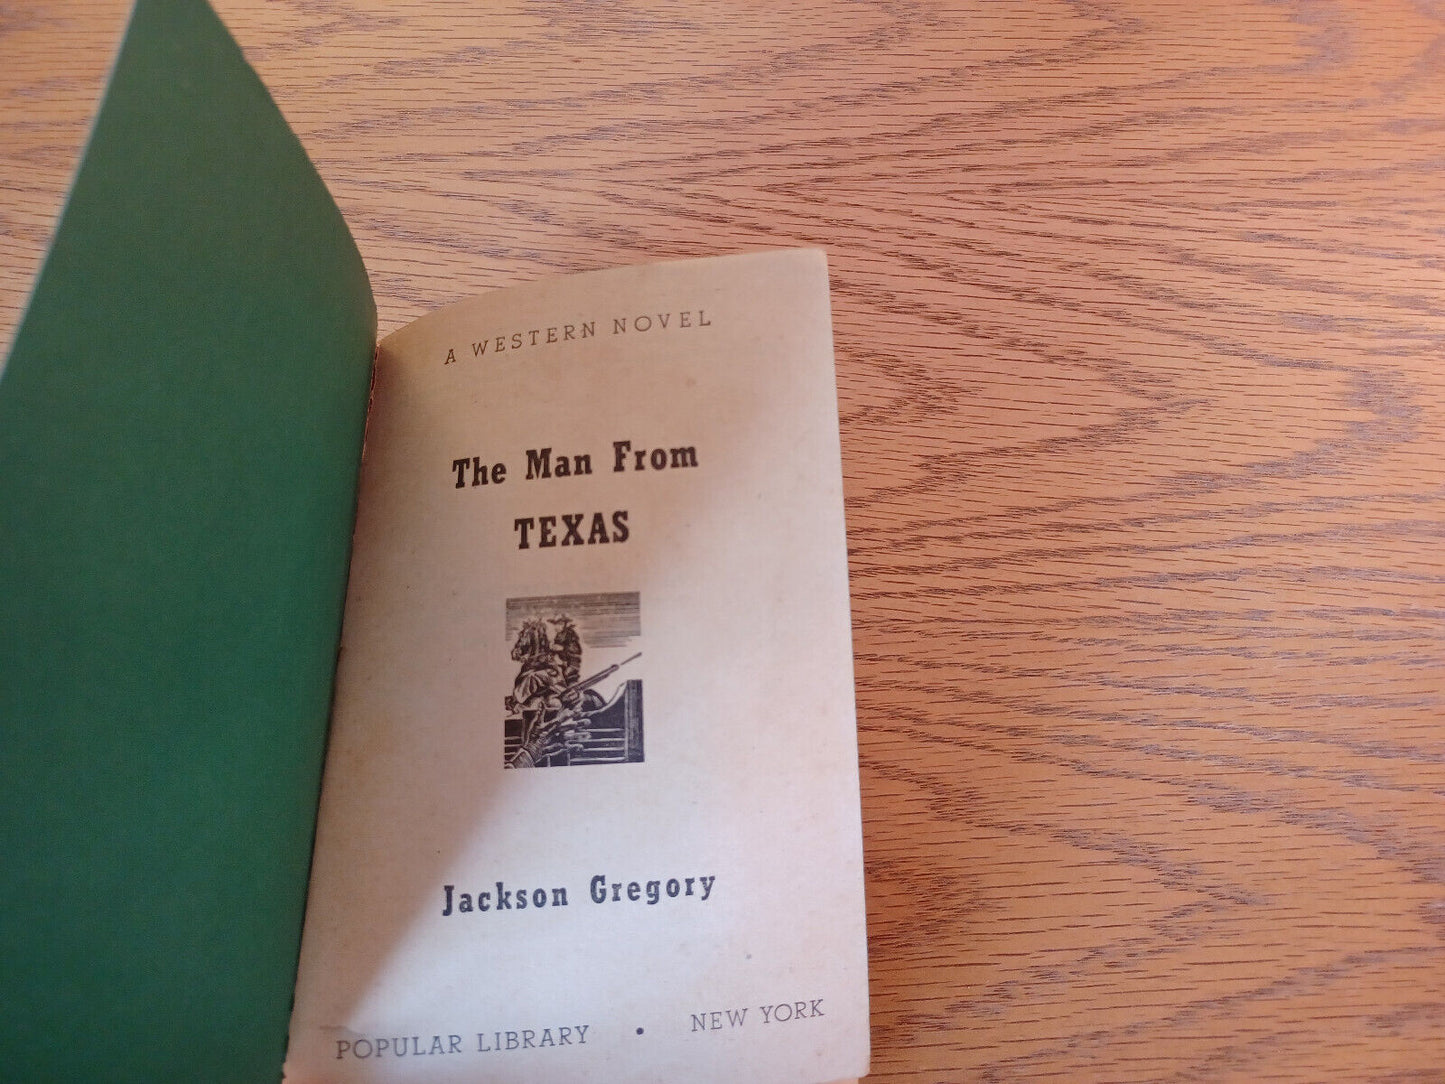 A WESTERN NOVEL
The Man From
TEXAS
Jackson Gregory
POPULAR LIBRARY • NEW YORK